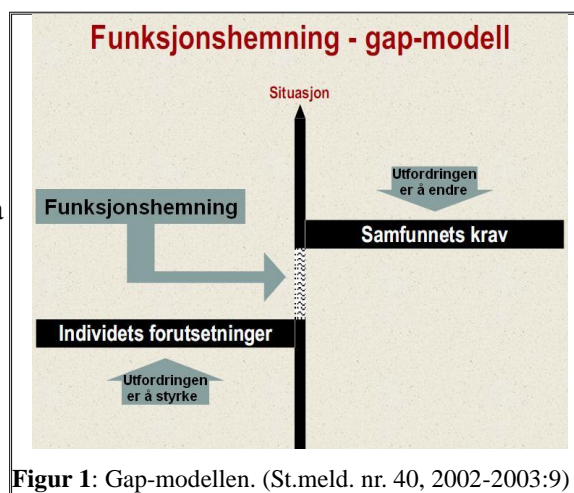 Funksjonshemning - gap-modell
Situasjon
Utfordringen
er å endre
Funksjonshemning
Samfunnets krav
Individets forutsetninger
Utfordringen
er å styrke
Figur 1: Gap-modellen. (St.meld. nr. 40, 2002-2003:9)